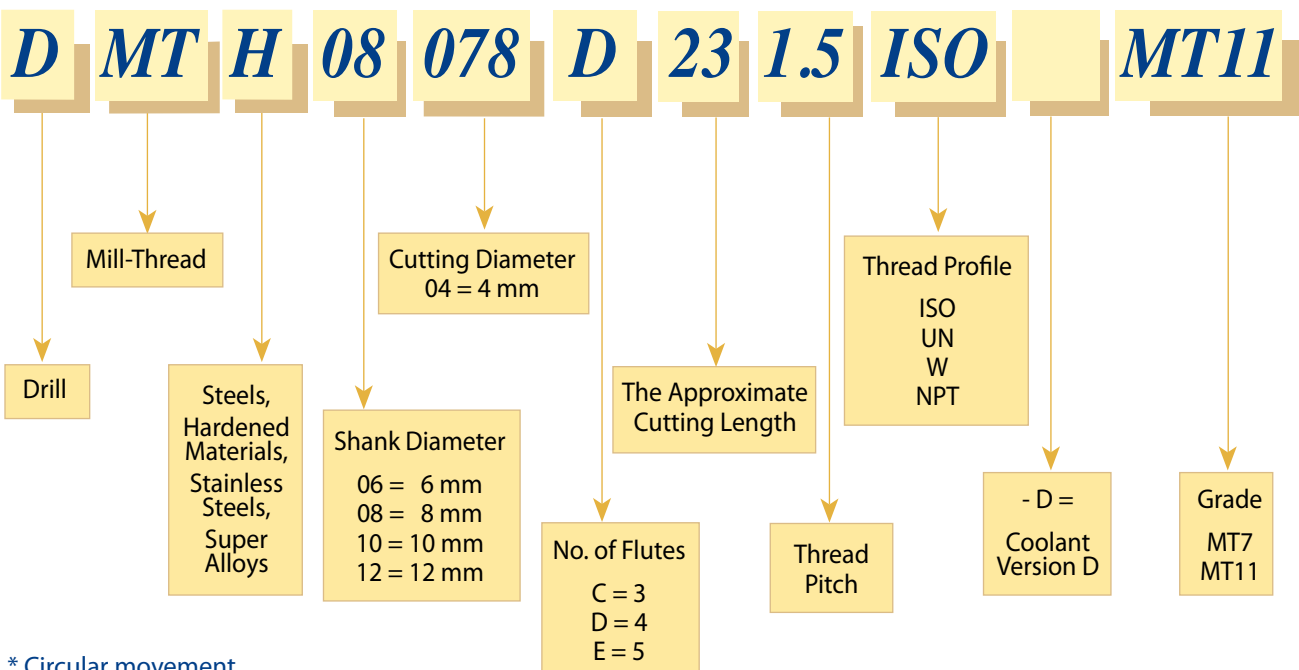 D MT H 08 078 D 23 1.5 ISO MT11
Mill-Thread
Cutting Diameter
04 = 4 mm
Thread Profile
ISO
UN
W
NPT
Drill
Steels,
Hardened
Materials,
Stainless
Steels,
Super
Alloys
Shank Diameter
06 = 6 mm
08 = 8 mm
10 = 10 mm
12 = 12 mm
No. of Flutes
C = 3
D = 4
E = 5
The Approximate
Cutting Length
Thread
Pitch
- D =
Coolant
Version D
Grade
MT7
MT11
* Circular movement